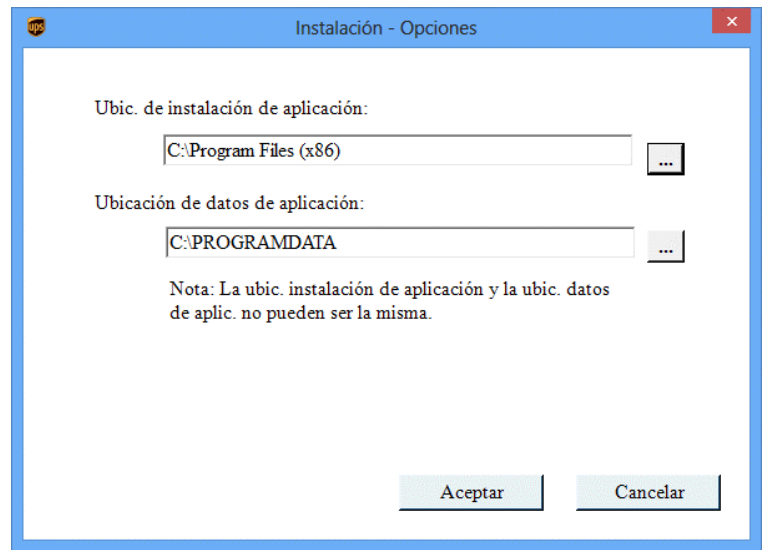 ups
Instalación - Opciones
Ubic. de instalación de aplicación:
C:\Program Files (x86)
...
Ubicación de datos de aplicación:
C:\PROGRAMDATA
...
Nota: La ubic. instalación de aplicación y la ubic. datos
de aplic. no pueden ser la misma.
Aceptar
Cancelar